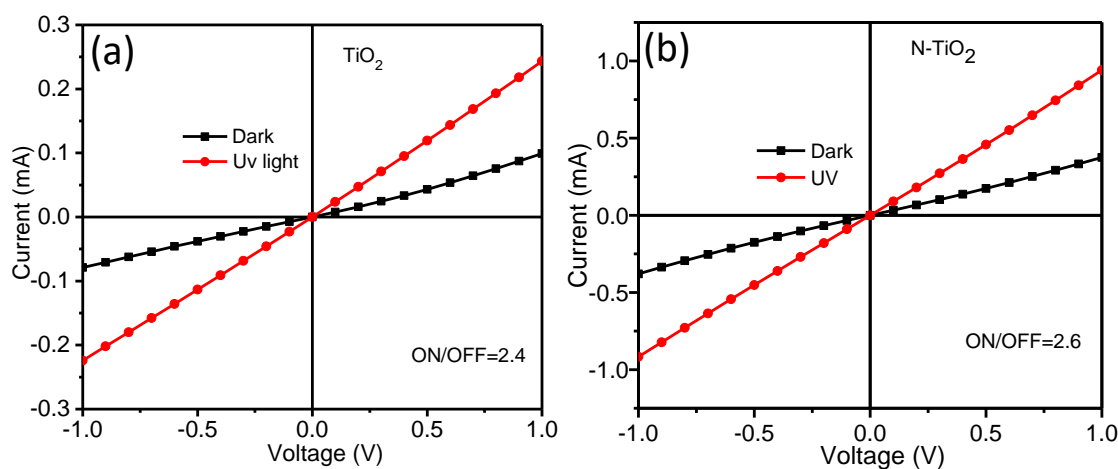 (a)
TiO₂
Dark
Uv light
ON/OFF=2.4
Current (mA)
0.3
0.2
0.1
0.0
-0.1
-0.2
-0.3
-1.0 -0.5 0.0 0.5 1.0
Voltage (V)
(b)
N-TiO₂
Dark
UV
ON/OFF=2.6
Current (mA)
1.0
0.5
0.0
-0.5
-1.0
-1.0 -0.5 0.0 0.5 1.0
Voltage (V)